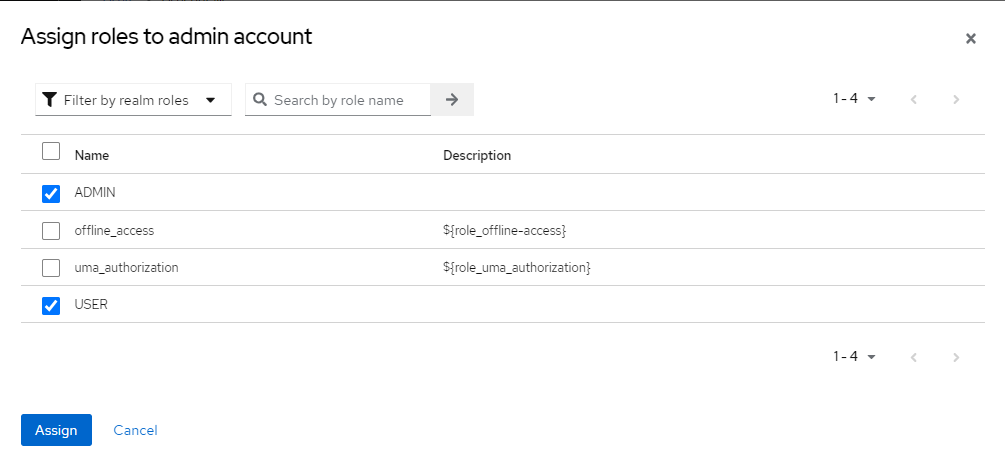 Assign roles to admin account
Filter by realm roles
Search by role name
1 - 4
Name Description
ADMIN
offline_access ${role_offline-access}
uma_authorization ${role_uma_authorization}
USER
1 - 4
Assign Cancel